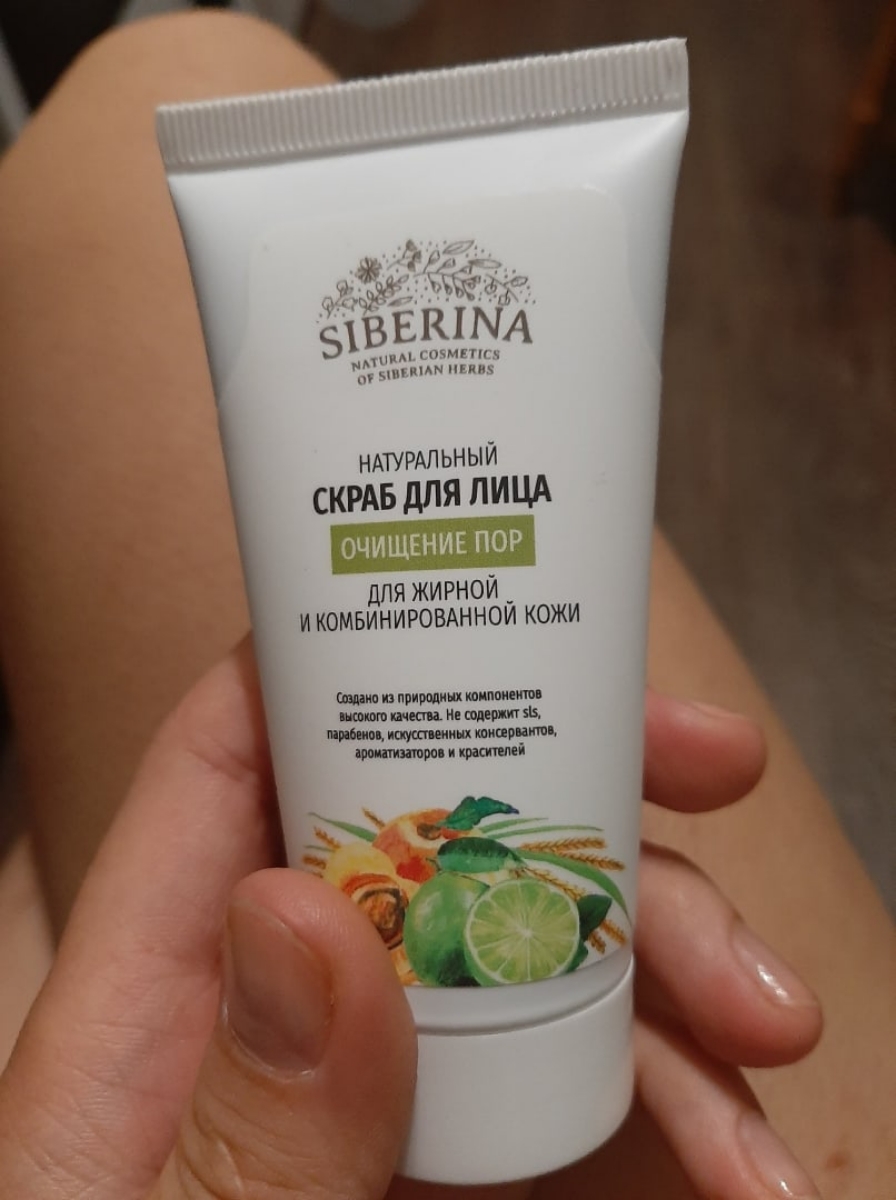 SIBERINA
NATURAL COSMETICS
OF SIBERIAN HERBS
НАТУРАЛЬНЫЙ
СКРАБ ДЛЯ ЛИЦА
ОЧИЩЕНИЕ ПОР
ДЛЯ ЖИРНОЙ
И КОМБИНИРОВАННОЙ КОЖИ
Создано из природных компонентов
высокого качества. Не содержит sls,
парабенов, искусственных консервантов,
ароматизаторов и красителей